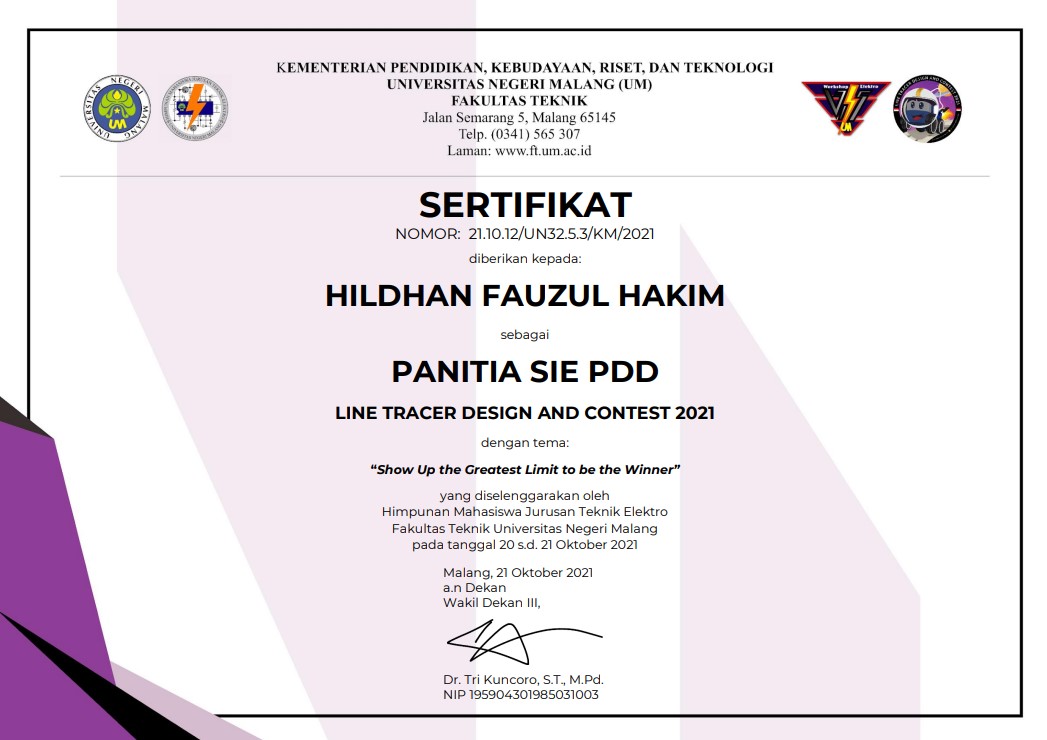 KEMENTERIAN PENDIDIKAN, KEBUDAYAAN, RISET, DAN TEKNOLOGI
UNIVERSITAS NEGERI MALANG (UM)
FAKULTAS TEKNIK
Jalan Semarang 5, Malang 65145
Telp. (0341) 565 307
Laman: www.ft.um.ac.id
UNIVERSITAS NEGERI MALANG
UM
Workshop Elektro
UM
SERTIFIKAT
NOMOR: 21.10.12/UN32.5.3/KM/2021
diberikan kepada:
HILDHAN FAUZUL HAKIM
sebagai
PANITIA SIE PDD
LINE TRACER DESIGN AND CONTEST 2021
dengan tema:
“Show Up the Greatest Limit to be the Winner”
yang diselenggarakan oleh
Himpunan Mahasiswa Jurusan Teknik Elektro
Fakultas Teknik Universitas Negeri Malang
pada tanggal 20 s.d. 21 Oktober 2021
Malang, 21 Oktober 2021
a.n Dekan
Wakil Dekan III,
Dr. Tri Kuncoro, S.T., M.Pd.
NIP 195904301985031003